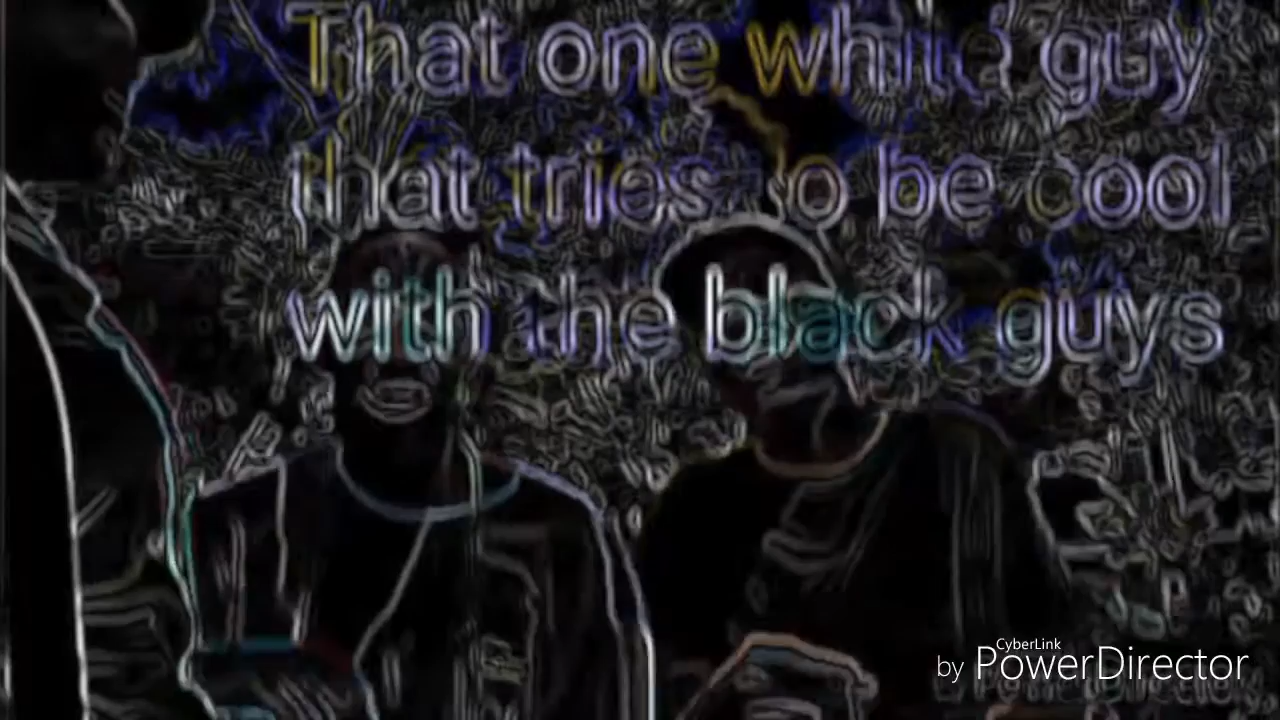 That one white guy
that tries to be cool
with the black guys
CyberLink
by PowerDirector